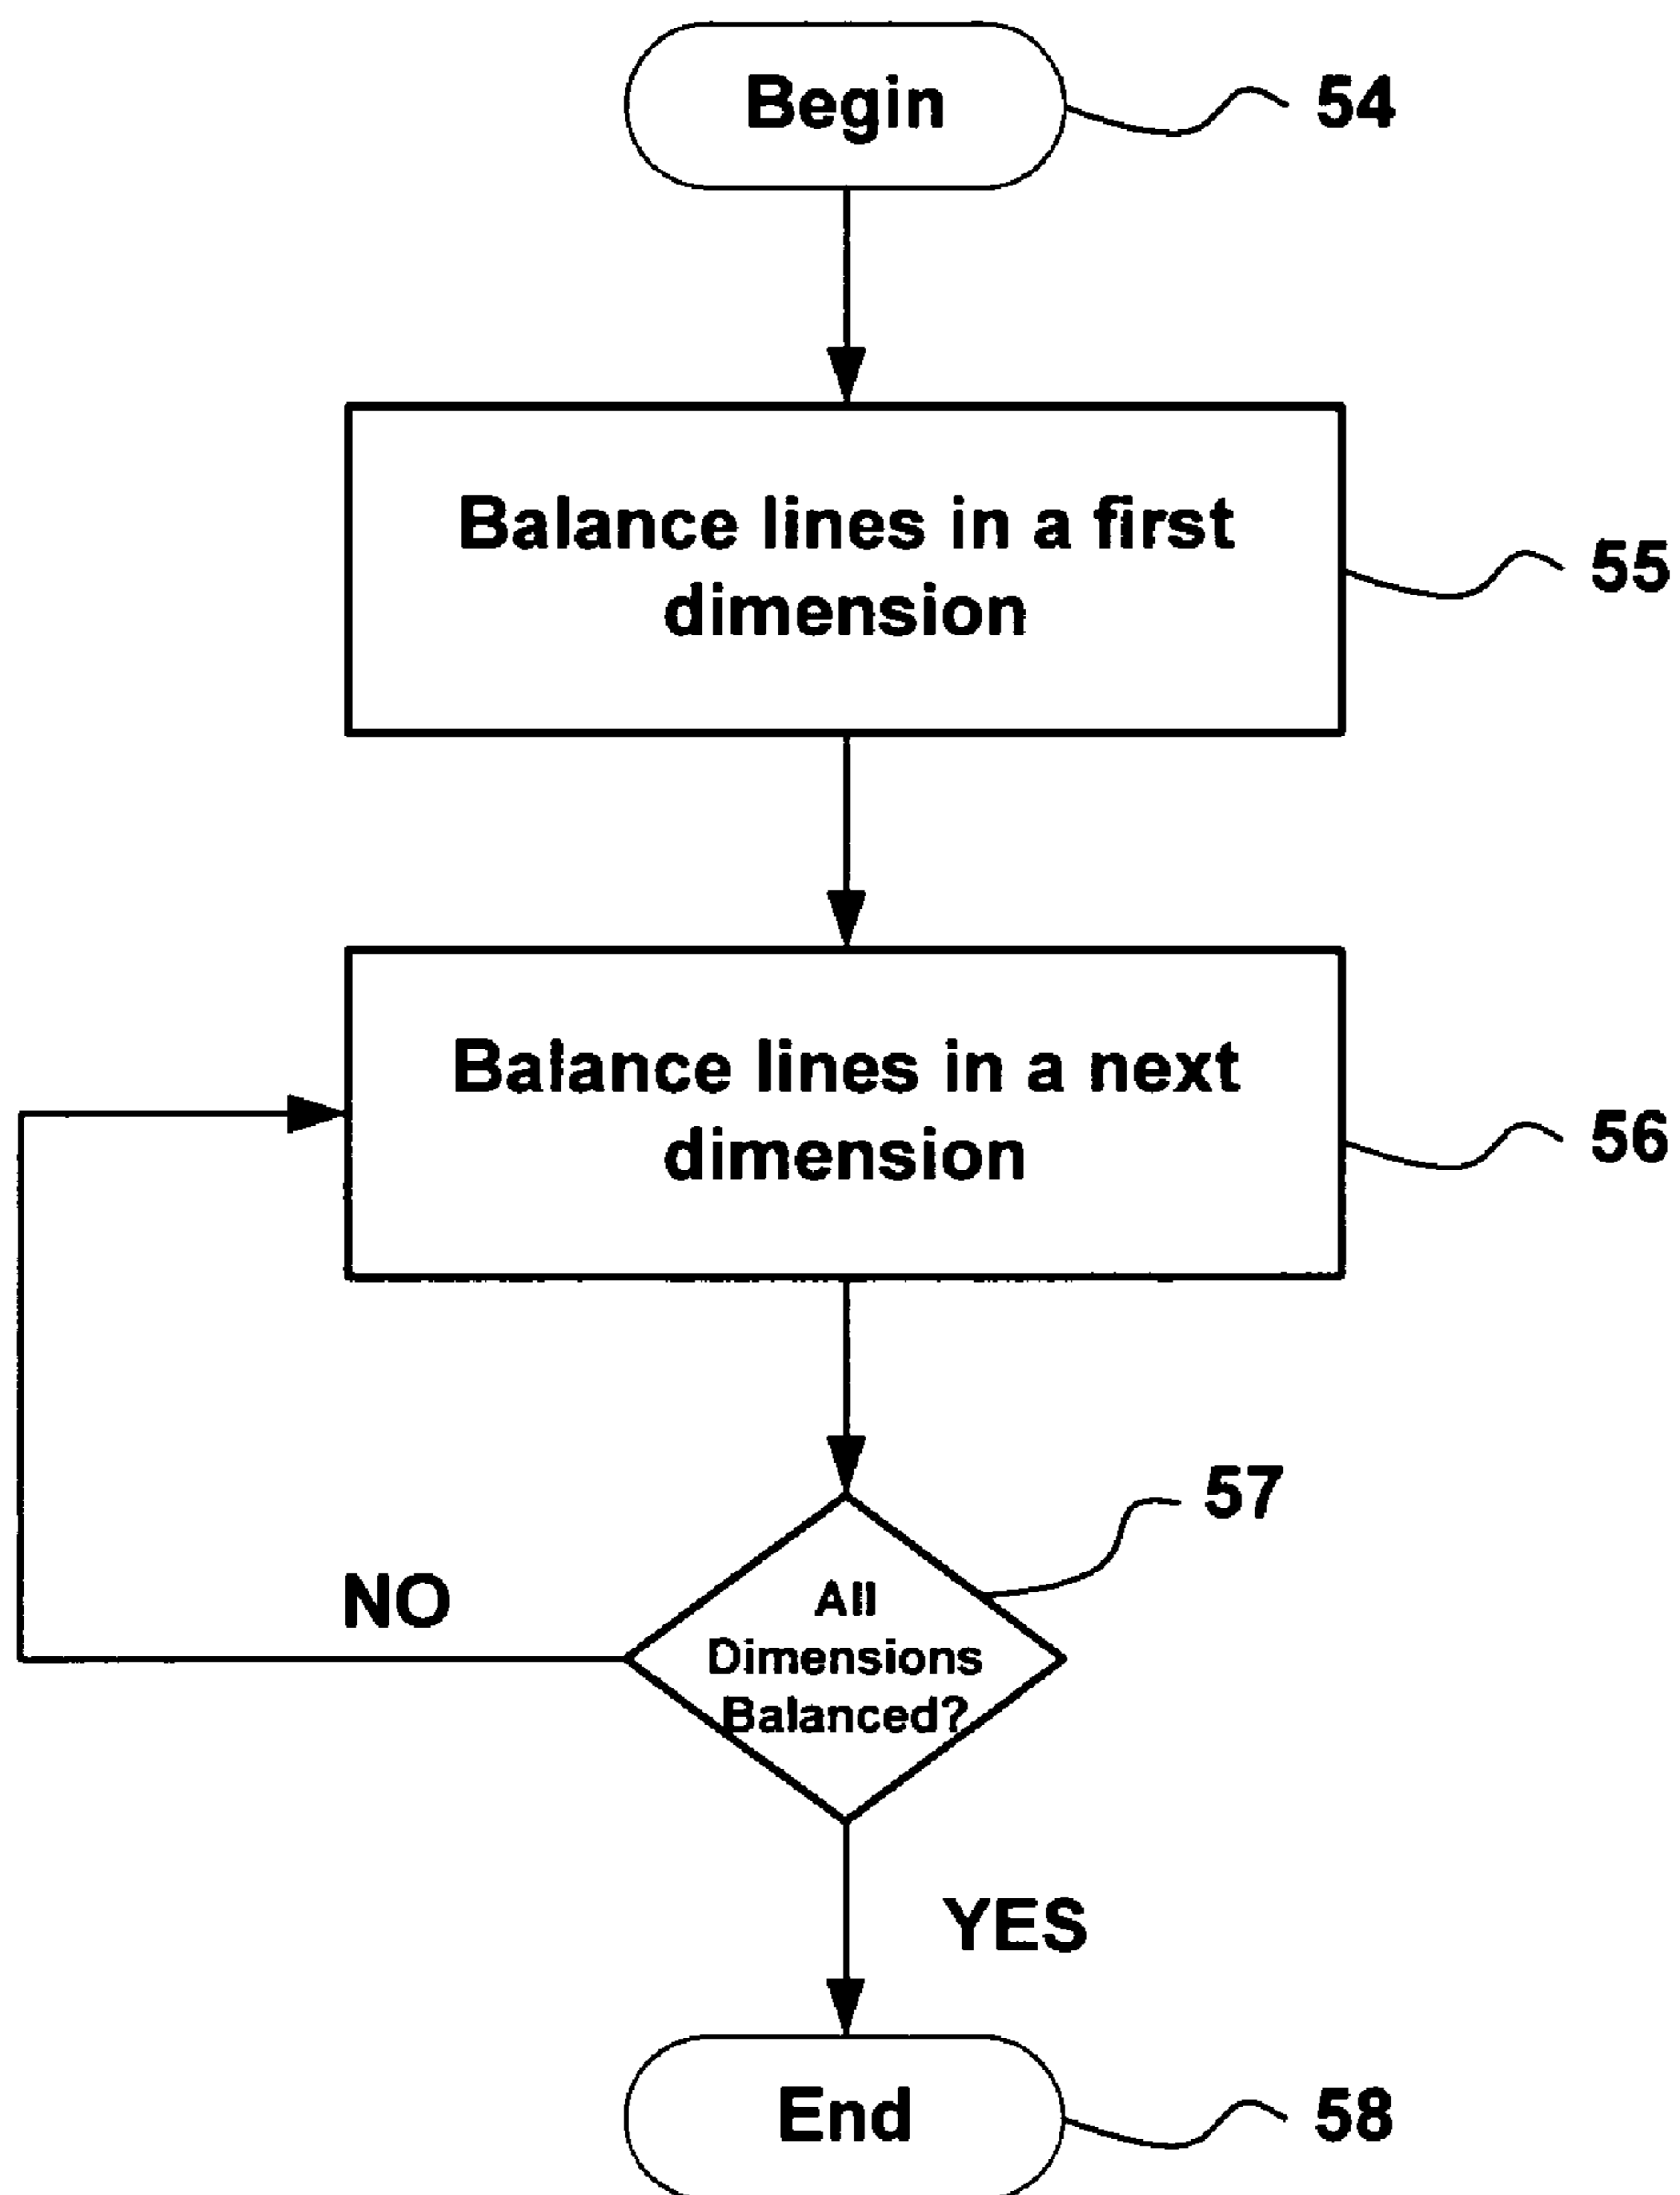 Begin
54
Balance lines in a first
dimension
55
Balance lines in a next
dimension
56
57
All
Dimensions
Balanced?
NO
YES
End
58